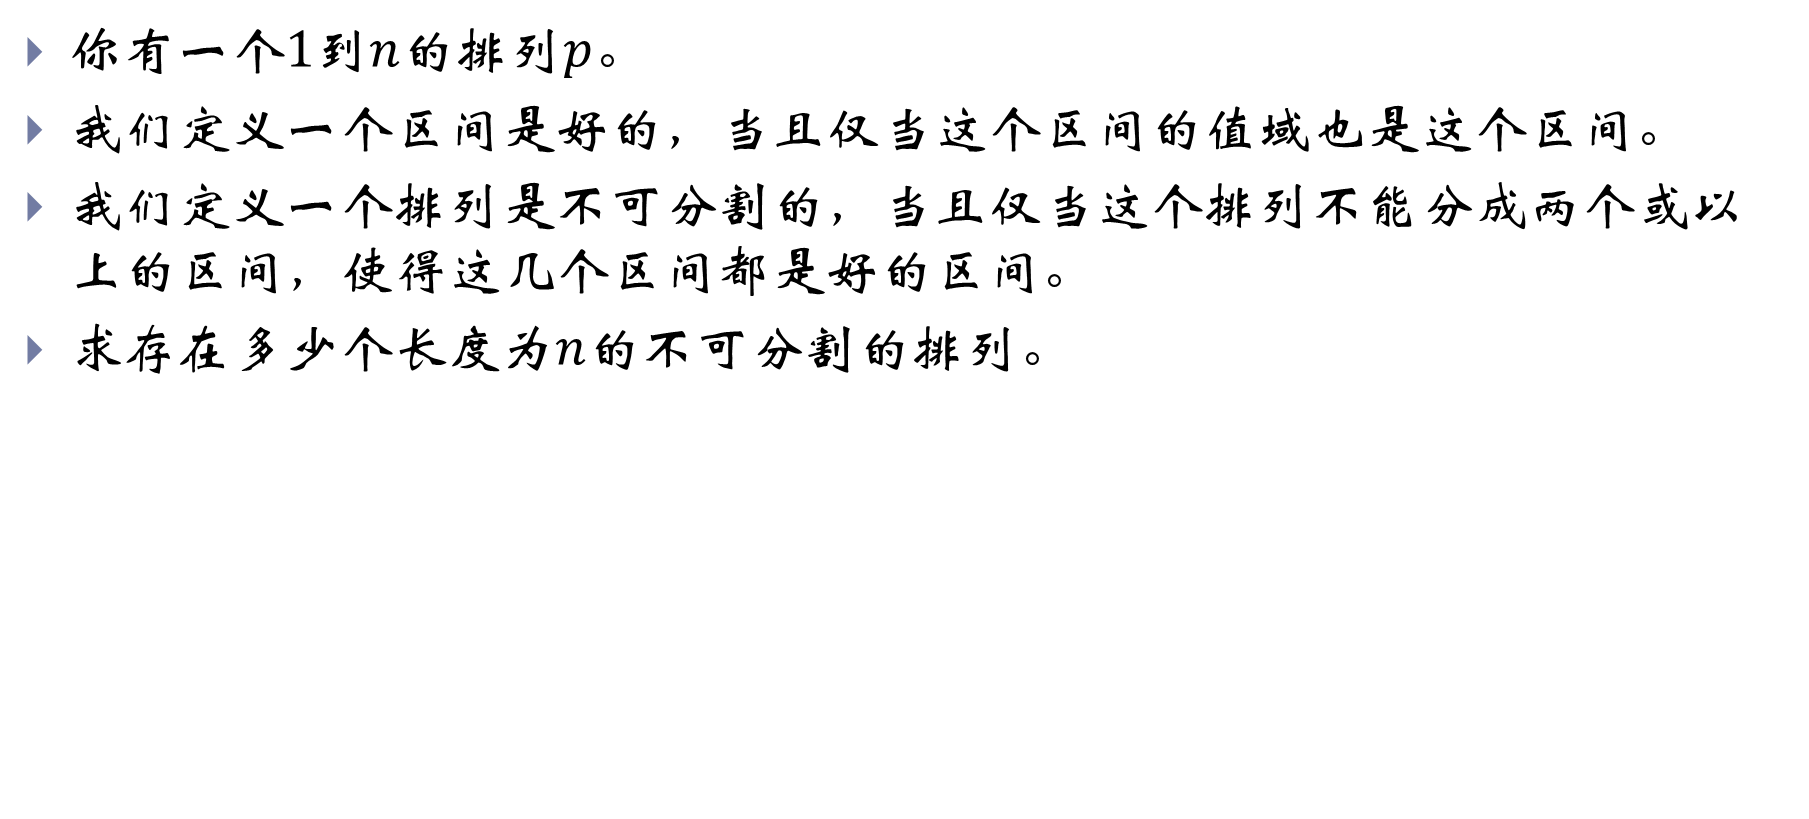 你有一个1到n的排列p。
我们定义一个区间是好的，当且仅当这个区间的值域也是这个区间。
我们定义一个排列是不可分割的，当且仅当这个排列不能分成两个或以
上的区间，使得这几个区间都是好的区间。
求存在多少个长度为n的不可分割的排列。